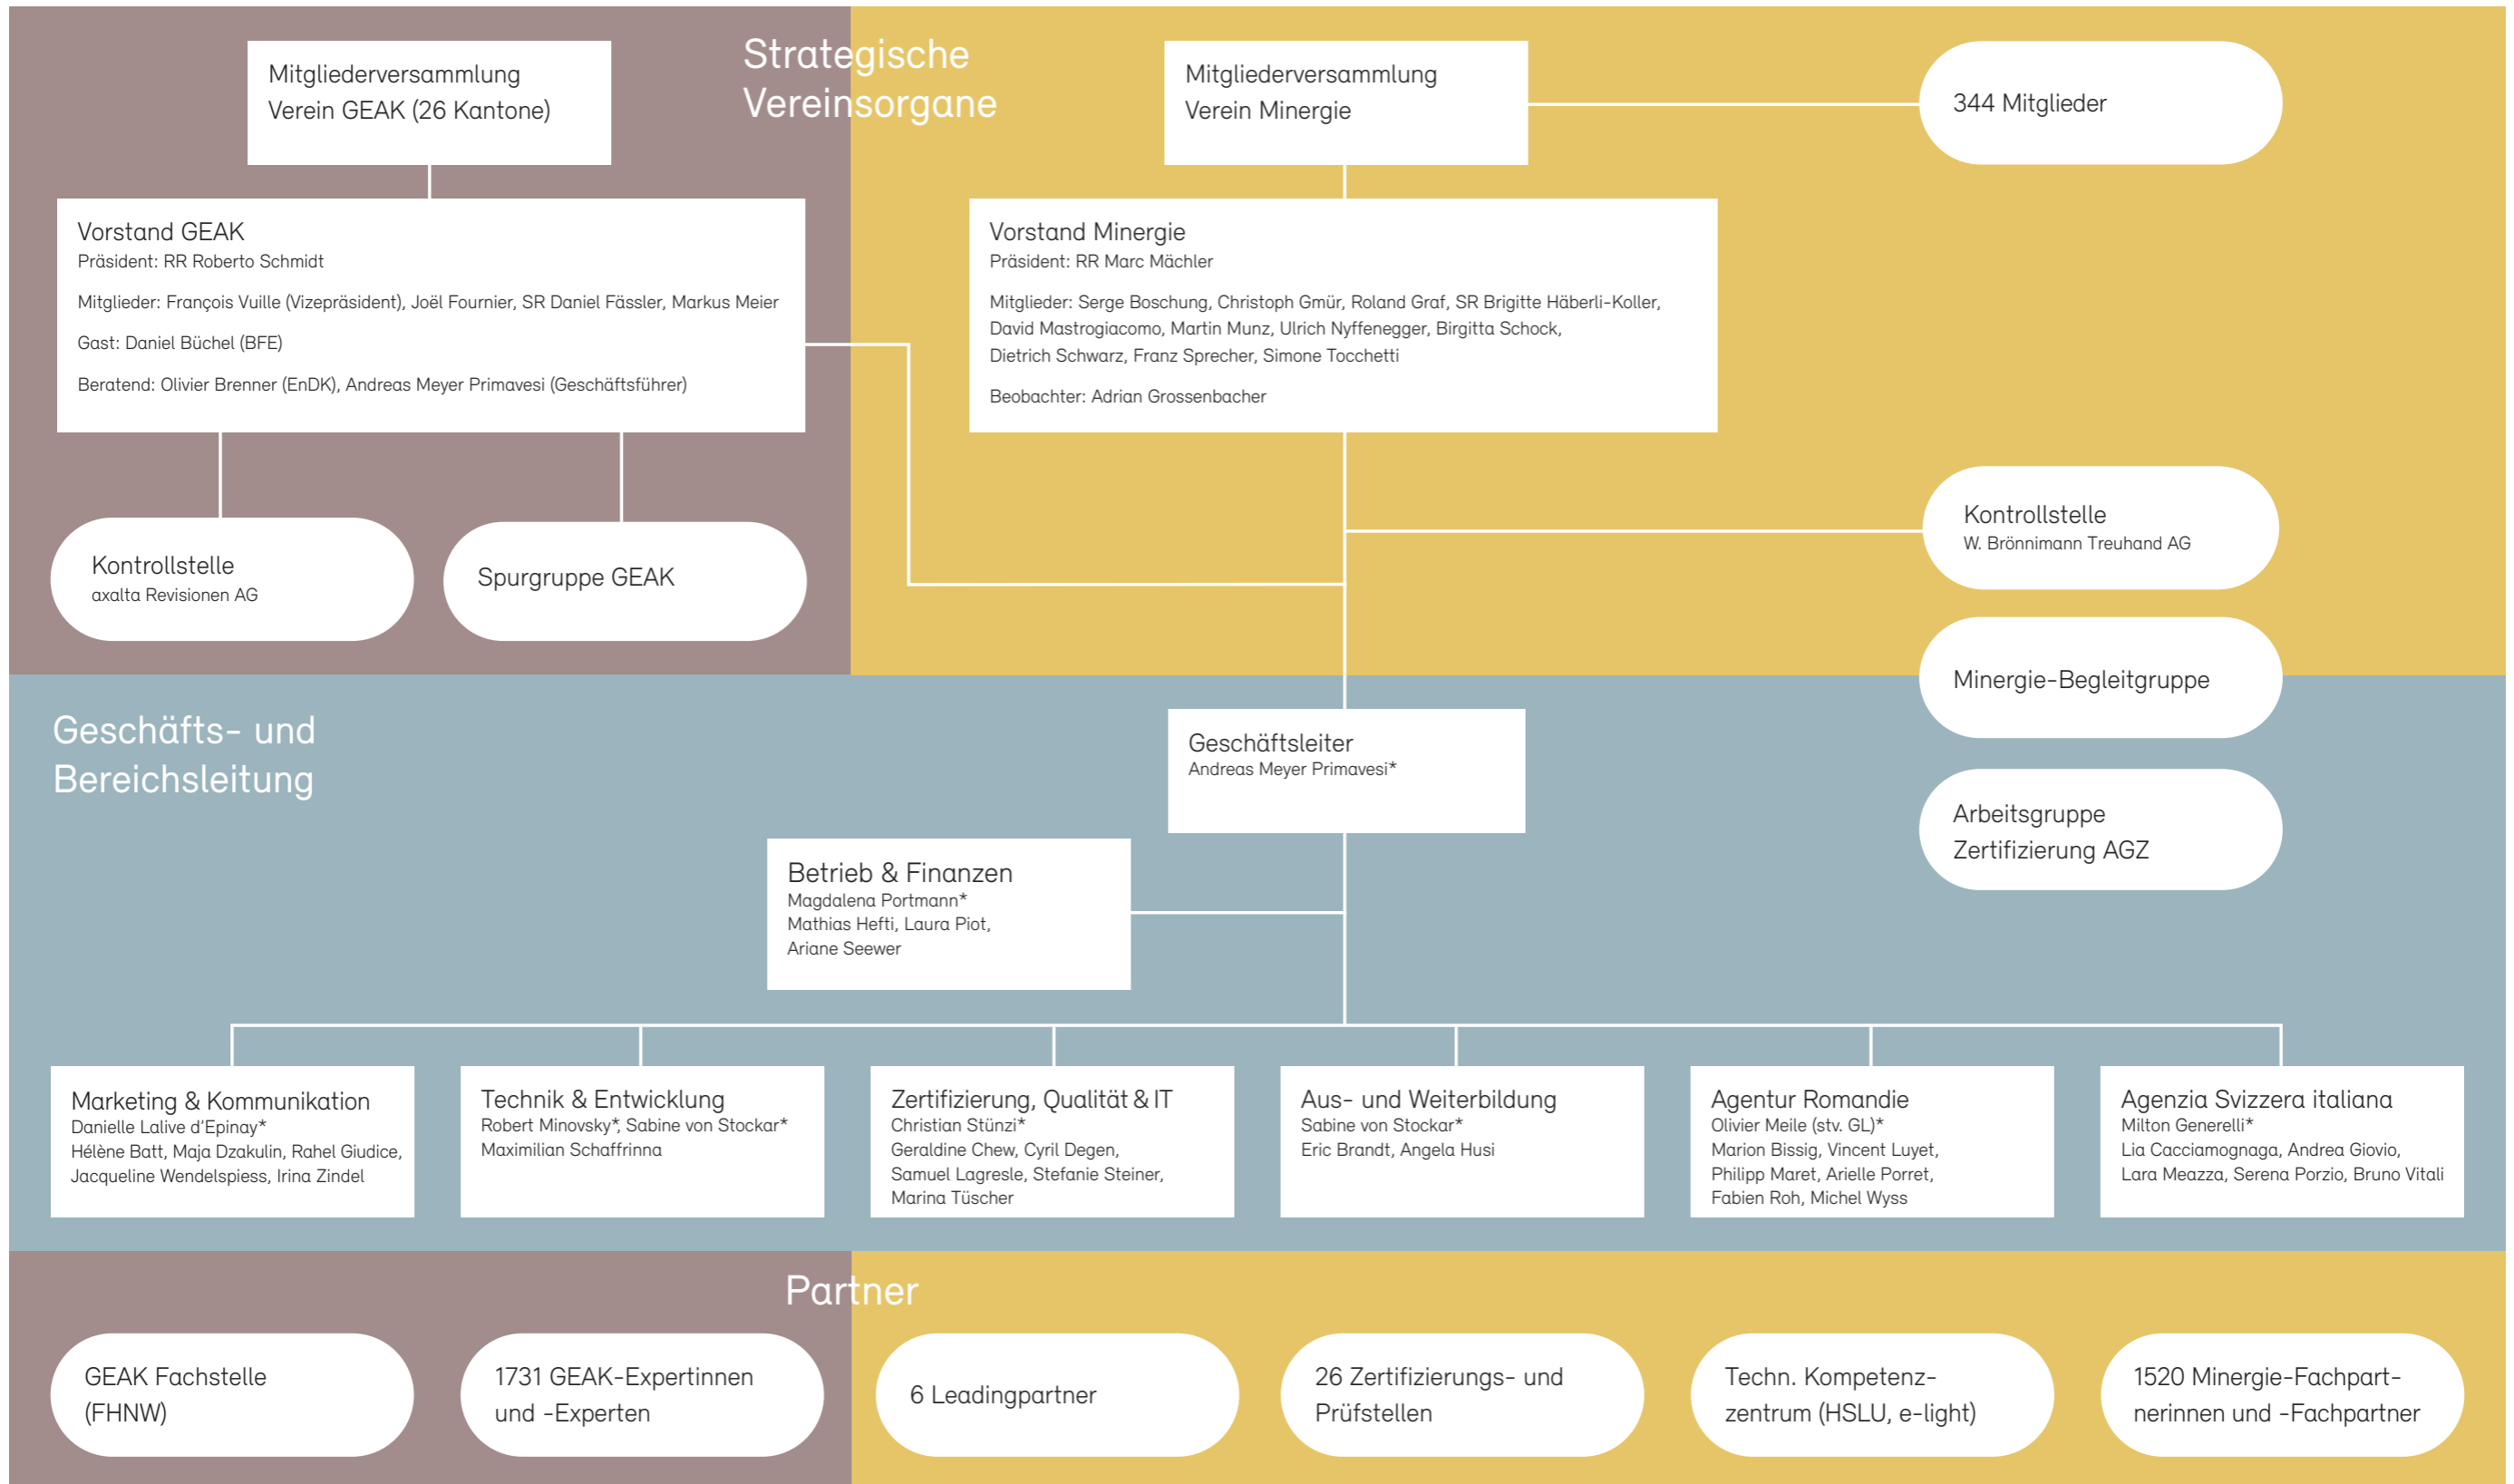 Strategische
Vereinsorgane
Mitgliederversammlung
Verein GEAK (26 Kantone)
Mitgliederversammlung
Verein Minergie
344 Mitglieder
Vorstand GEAK
Präsident: RR Roberto Schmidt
Mitglieder: François Vuille (Vizepräsident), Joël Fournier, SR Daniel Fässler, Markus Meier
Gast: Daniel Büchel (BFE)
Beratend: Olivier Brenner (EnDK), Andreas Meyer Primavesi (Geschäftsführer)
Vorstand Minergie
Präsident: RR Marc Mächler
Mitglieder: Serge Boschung, Christoph Gmür, Roland Graf, SR Brigitte Häberli-Koller,
David Mastrogiacomo, Martin Munz, Ulrich Nyffenegger, Birgitta Schock,
Dietrich Schwarz, Franz Sprecher, Simone Tocchetti
Beobachter: Adrian Grossenbacher
Kontrollstelle
axalta Revisionen AG
Spurgruppe GEAK
Kontrollstelle
W. Brönnimann Treuhand AG
Minergie-Begleitgruppe
Geschäfts- und
Bereichsleitung
Geschäftsleiter
Andreas Meyer Primavesi*
Arbeitsgruppe
Zertifizierung AGZ
Betrieb & Finanzen
Magdalena Portmann*
Mathias Hefti, Laura Piot,
Ariane Seewer
Marketing & Kommunikation
Danielle Lalive d'Epinay*
Hélène Batt, Maja Dzakulin, Rahel Giudice,
Jacqueline Wendelspiess, Irina Zindel
Technik & Entwicklung
Robert Minovsky*, Sabine von Stockar*
Maximilian Schaffrinna
Zertifizierung, Qualität & IT
Christian Stünzi*
Geraldine Chew, Cyril Degen,
Samuel Lagresle, Stefanie Steiner,
Marina Tüscher
Aus- und Weiterbildung
Sabine von Stockar*
Eric Brandt, Angela Husi
Agentur Romandie
Olivier Meile (stv. GL)*
Marion Bissig, Vincent Luyet,
Philipp Maret, Arielle Porret,
Fabien Roh, Michel Wyss
Agenzia Svizzera italiana
Milton Generelli*
Lia Cacciamognaga, Andrea Giovio,
Lara Meazza, Serena Porzio, Bruno Vitali
Partner
GEAK Fachstelle
(FHNW)
1731 GEAK-Expertinnen
und -Experten
6 Leadingpartner
26 Zertifizierungs- und
Prüfstellen
Techn. Kompetenz-
zentrum (HSLU, e-light)
1520 Minergie-Fachpart-
nerinnen und -Fachpartner